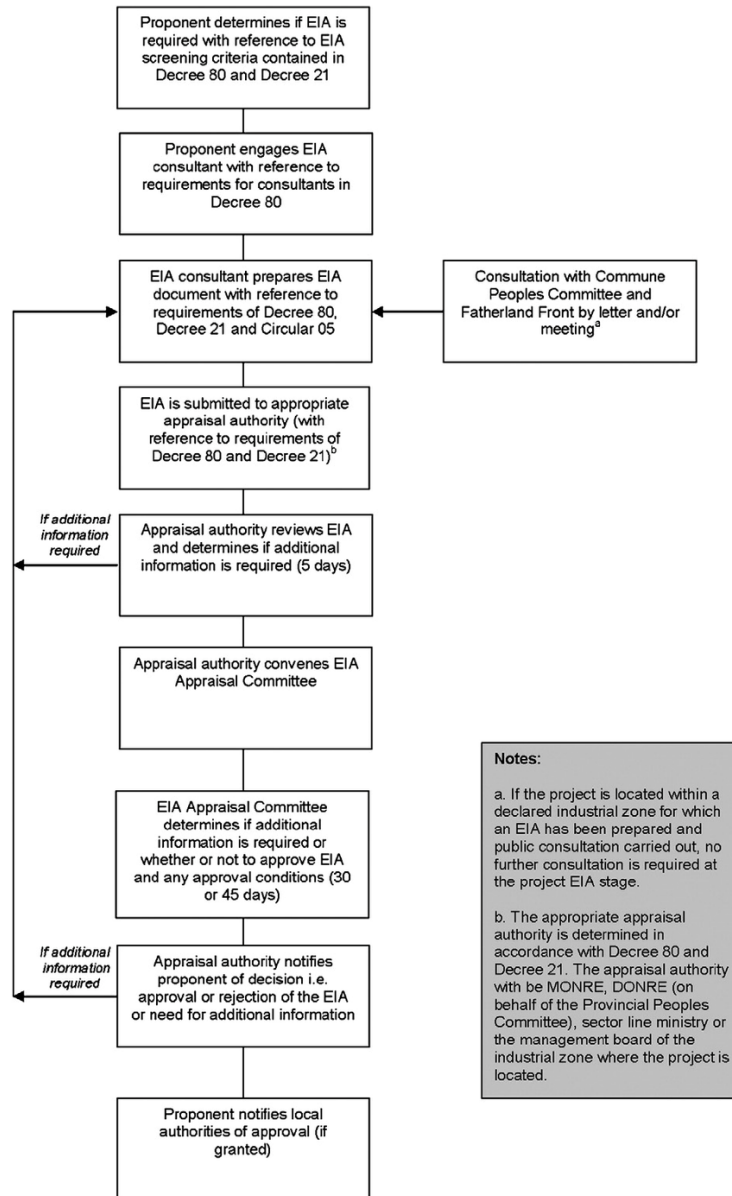 Proponent determines if EIA is
required with reference to EIA
screening criteria contained in
Decree 80 and Decree 21
Proponent engages EIA
consultant with reference to
requirements for consultants in
Decree 80
EIA consultant prepares EIA
document with reference to
requirements of Decree 80,
Decree 21 and Circular 05
Consultation with Commune
Peoples Committee and
Fatherland Front by letter and/or
meetingᵃ
EIA is submitted to appropriate
appraisal authority (with
reference to requirements of
Decree 80 and Decree 21)ᵇ
If additional
information
required
Appraisal authority reviews EIA
and determines if additional
information is required (5 days)
Appraisal authority convenes EIA
Appraisal Committee
EIA Appraisal Committee
determines if additional
information is required or
whether or not to approve EIA
and any approval conditions (30
or 45 days)
If additional
information
required
Appraisal authority notifies
proponent of decision i.e.
approval or rejection of the EIA
or need for additional information
Proponent notifies local
authorities of approval (if
granted)
Notes:
a. If the project is located within a
declared industrial zone for which
an EIA has been prepared and
public consultation carried out, no
further consultation is required at
the project EIA stage.
b. The appropriate appraisal
authority is determined in
accordance with Decree 80 and
Decree 21. The appraisal authority
with be MONRE, DONRE (on
behalf of the Provincial Peoples
Committee), sector line ministry or
the management board of the
industrial zone where the project is
located.